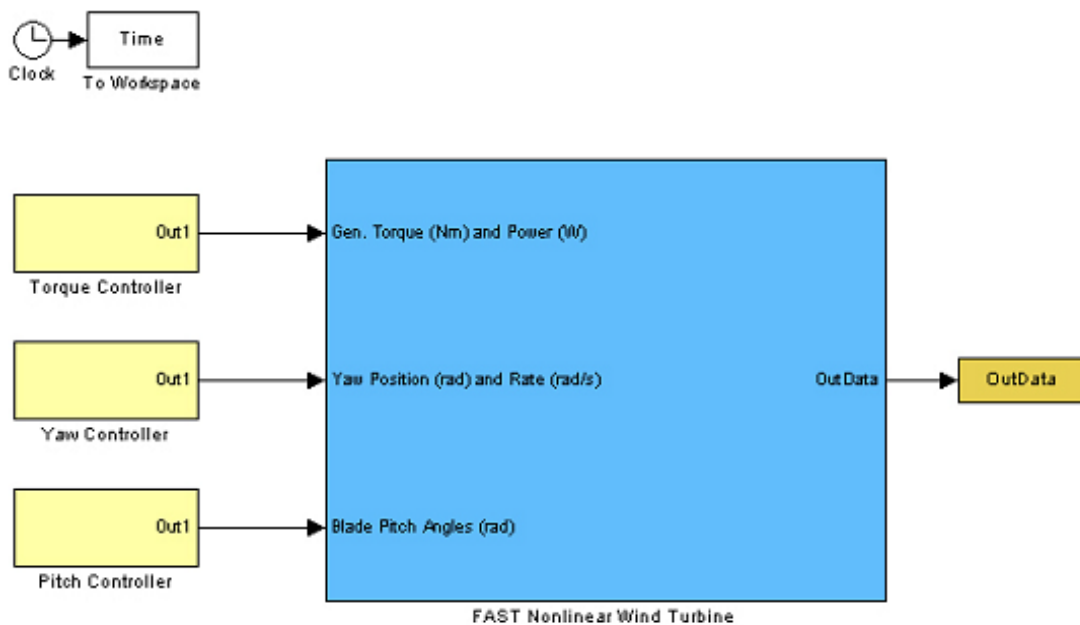 Time
Clock
To Workspace
Out1
Gen. Torque (Nm) and Power (W)
Torque Controller
Out1
Yaw Position (rad) and Rate (rad/s)
OutData
OutData
Yaw Controller
Out1
Blade Pitch Angles (rad)
Pitch Controller
FAST Nonlinear Wind Turbine